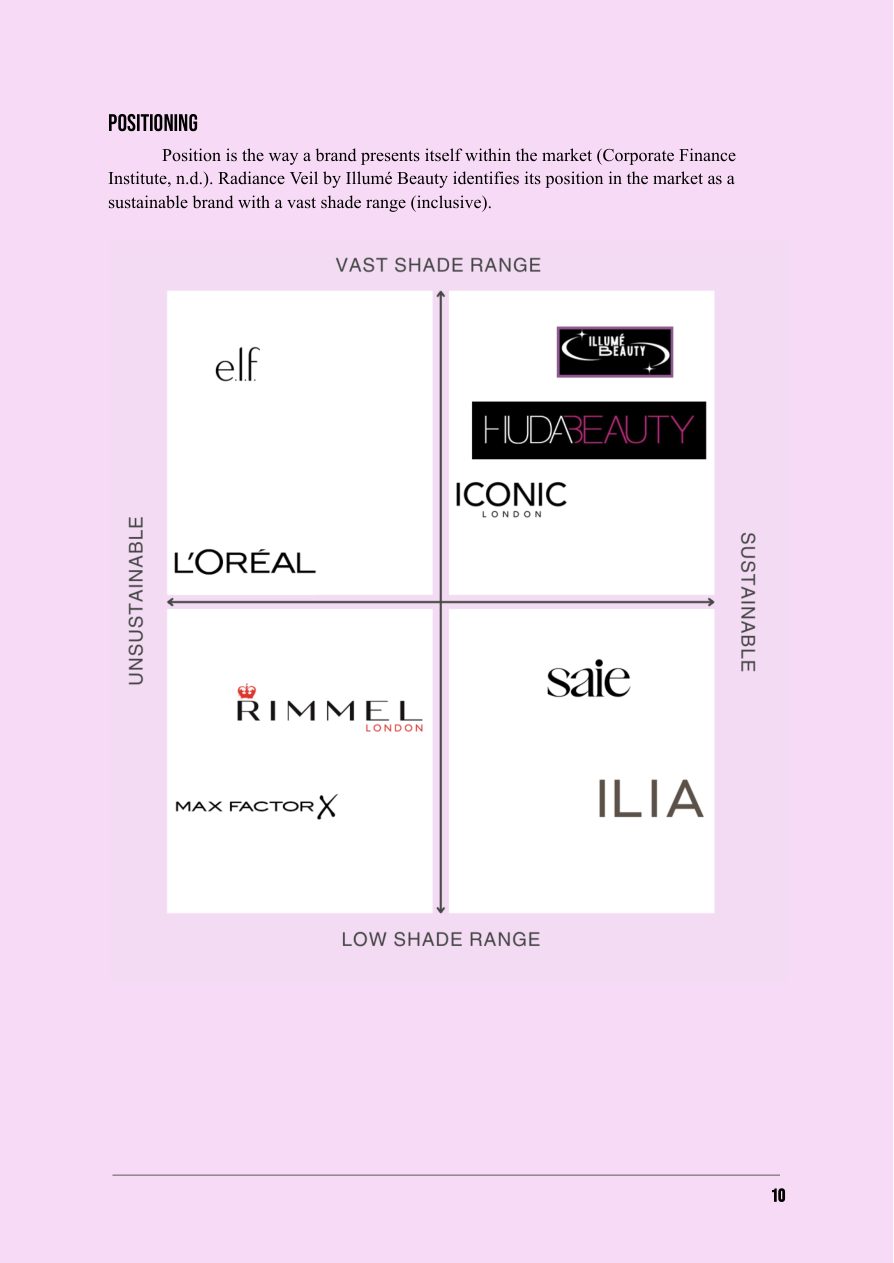 POSITIONING
Position is the way a brand presents itself within the market (Corporate Finance
Institute, n.d.). Radiance Veil by Illumé Beauty identifies its position in the market as a
sustainable brand with a vast shade range (inclusive).
VAST SHADE RANGE
e.l.f.
ILLUMÉ
BEAUTY
HUDABEAUTY
ICONIC
LONDON
L'ORÉAL
UNSUSTAINABLE
SUSTAINABLE
RIMMEL
LONDON
saie
MAX FACTOR X
ILIA
LOW SHADE RANGE
10